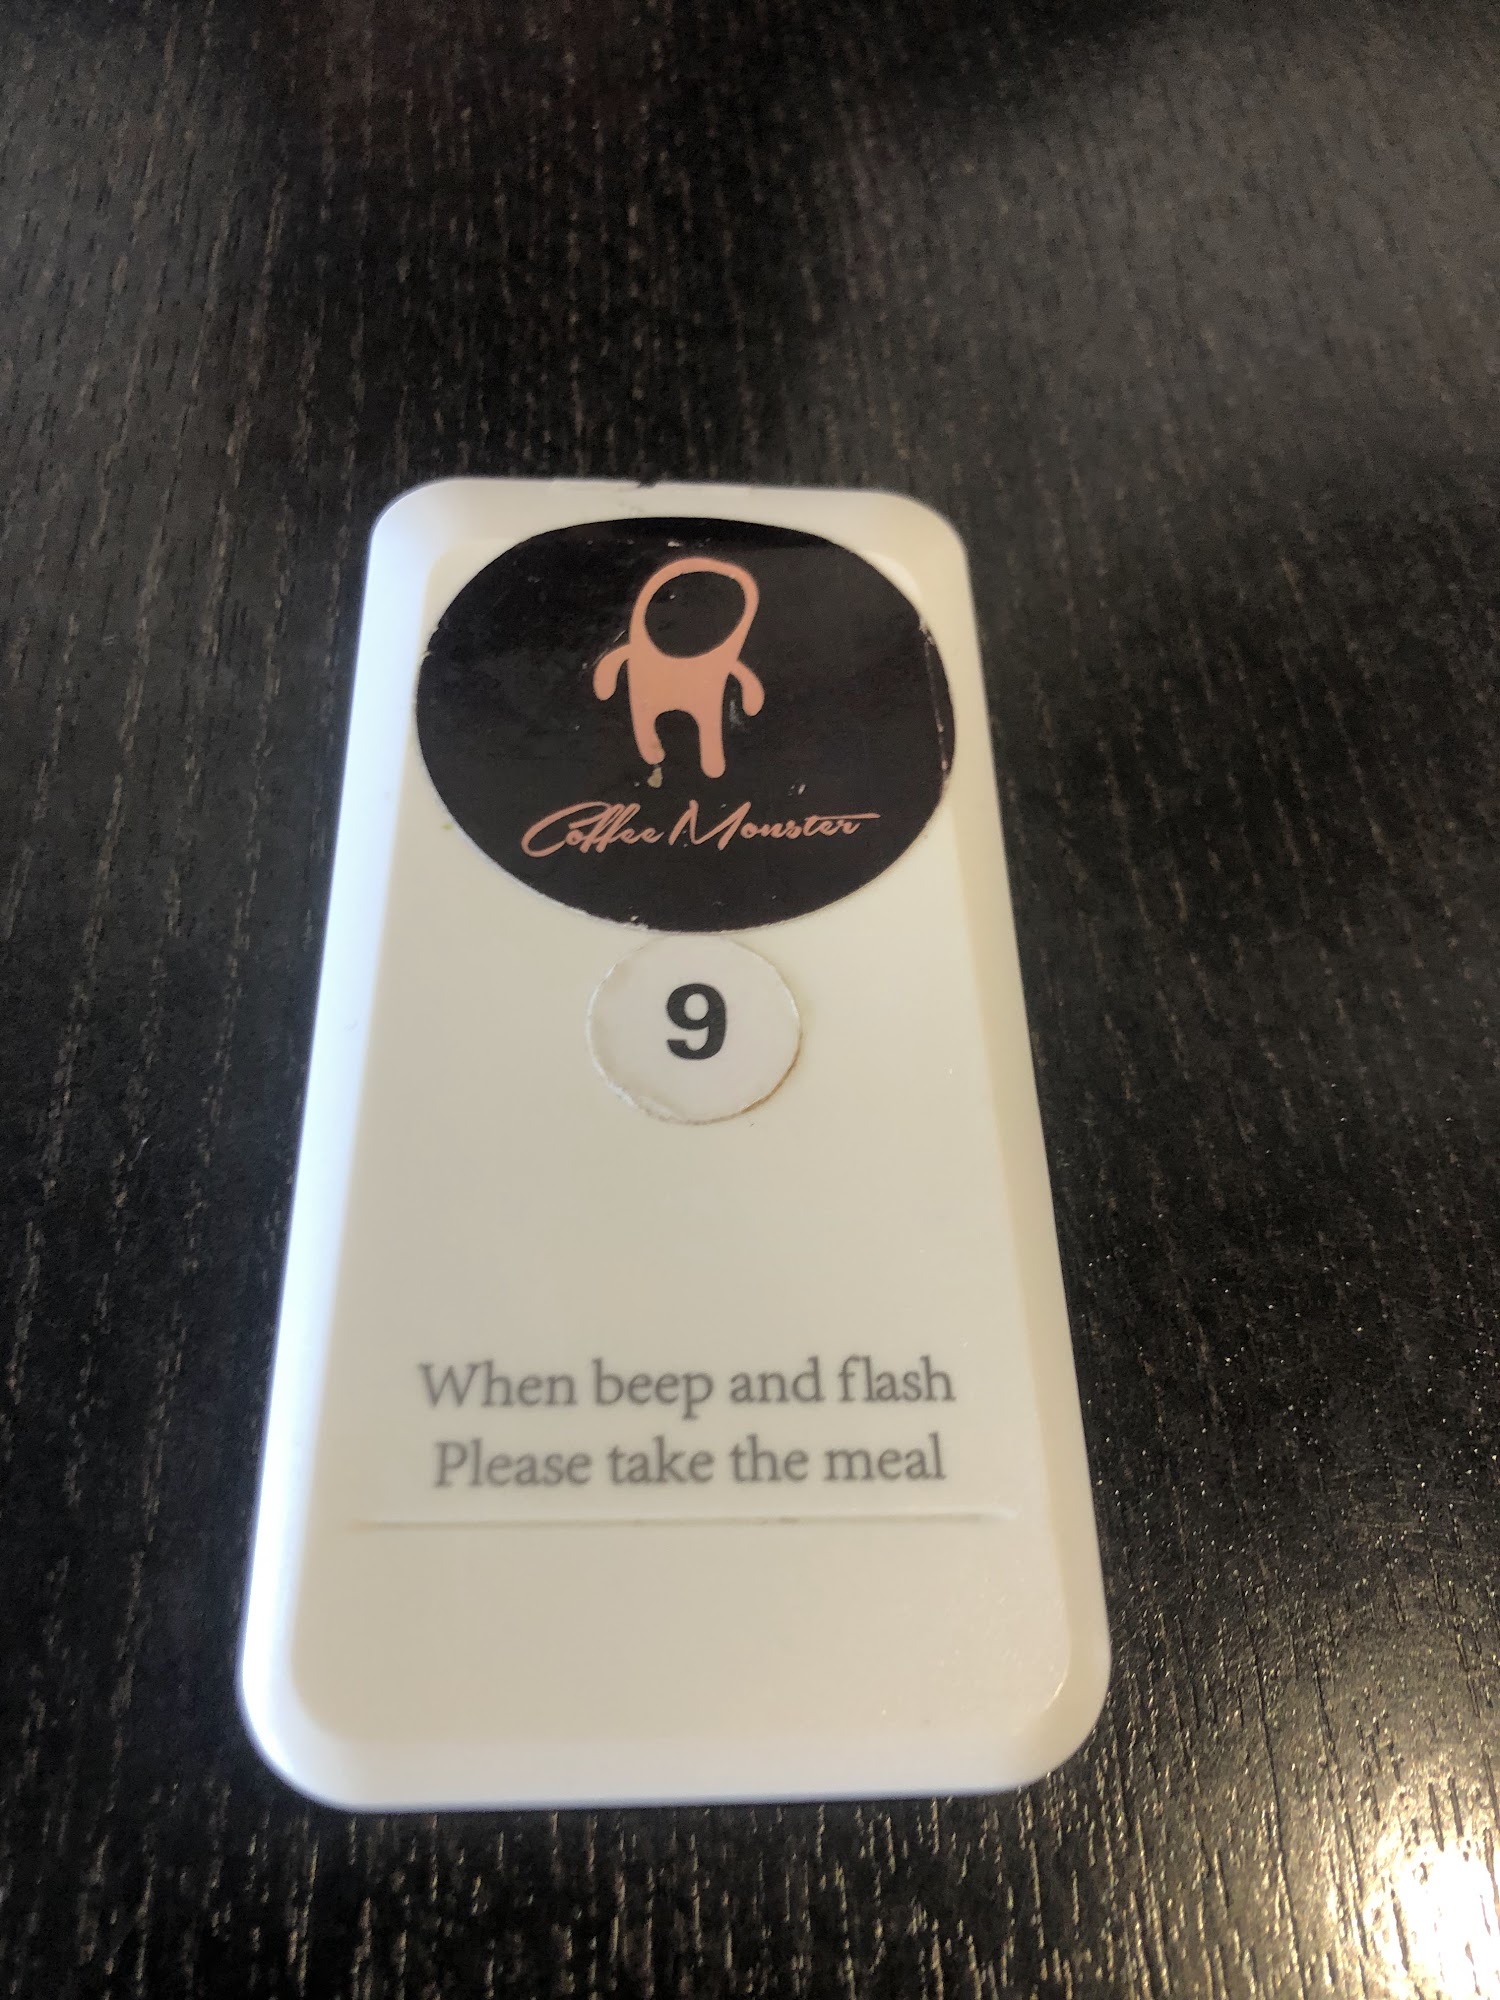 Coffee Monster
9
When beep and flash
Please take the meal